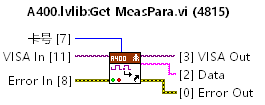 A400.lvlib:Get MeasPara.vi (4815)
卡号 [7]
VISA In [11]
Error In [8]
A400
[3] VISA Out
[2] Data
[0] Error Out